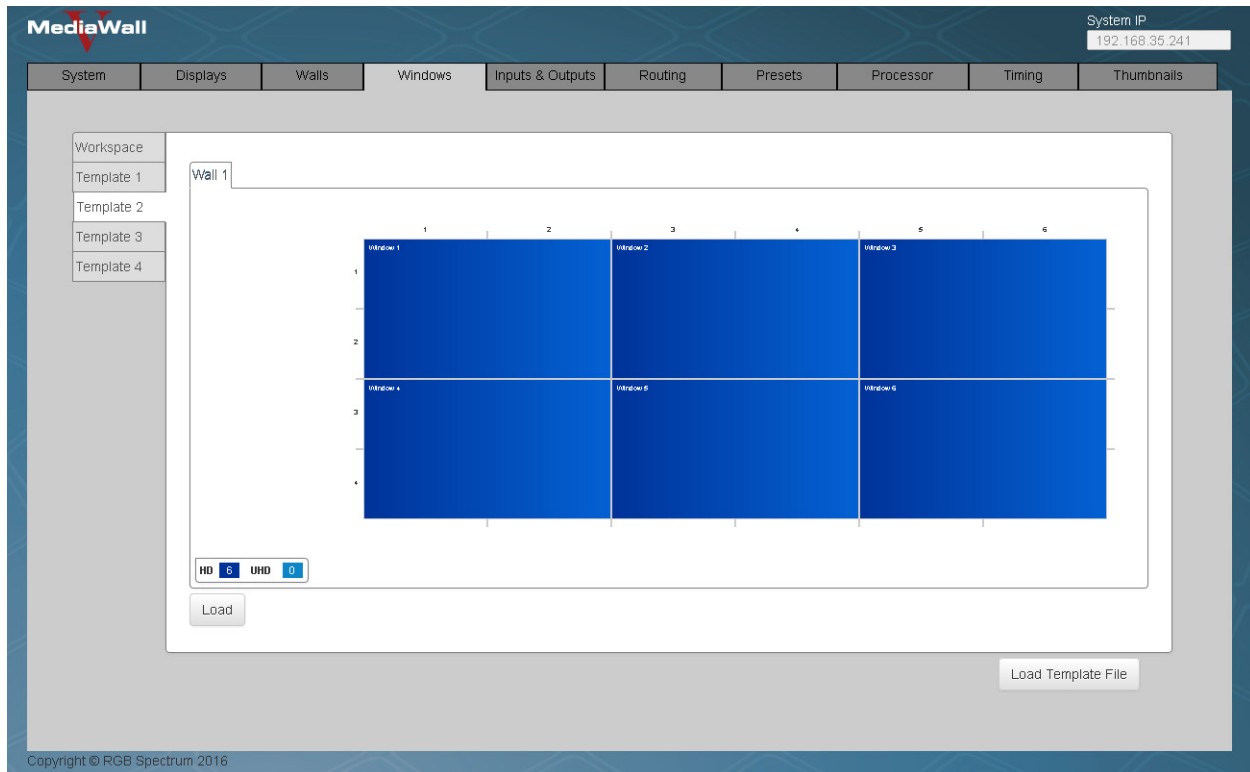 MediaWall
V
System IP
192.168.35.241
System Displays Walls Windows Inputs & Outputs Routing Presets Processor Timing Thumbnails
Workspace
Template 1
Template 2
Template 3
Template 4
Wall 1
1 2 3 4 5 6
Window 1 Window 2 Window 3
1
2
Window 4 Window 5 Window 6
3
4
HD 6 UHD 0
Load
Load Template File
Copyright © RGB Spectrum 2016